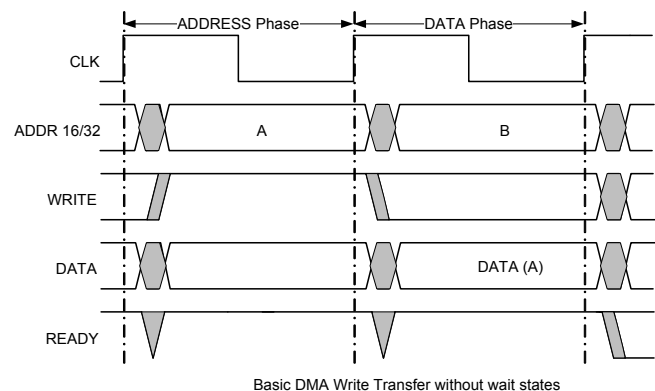 ADDRESS Phase DATA Phase
CLK
ADDR 16/32 A B
WRITE
DATA DATA (A)
READY
Basic DMA Write Transfer without wait states